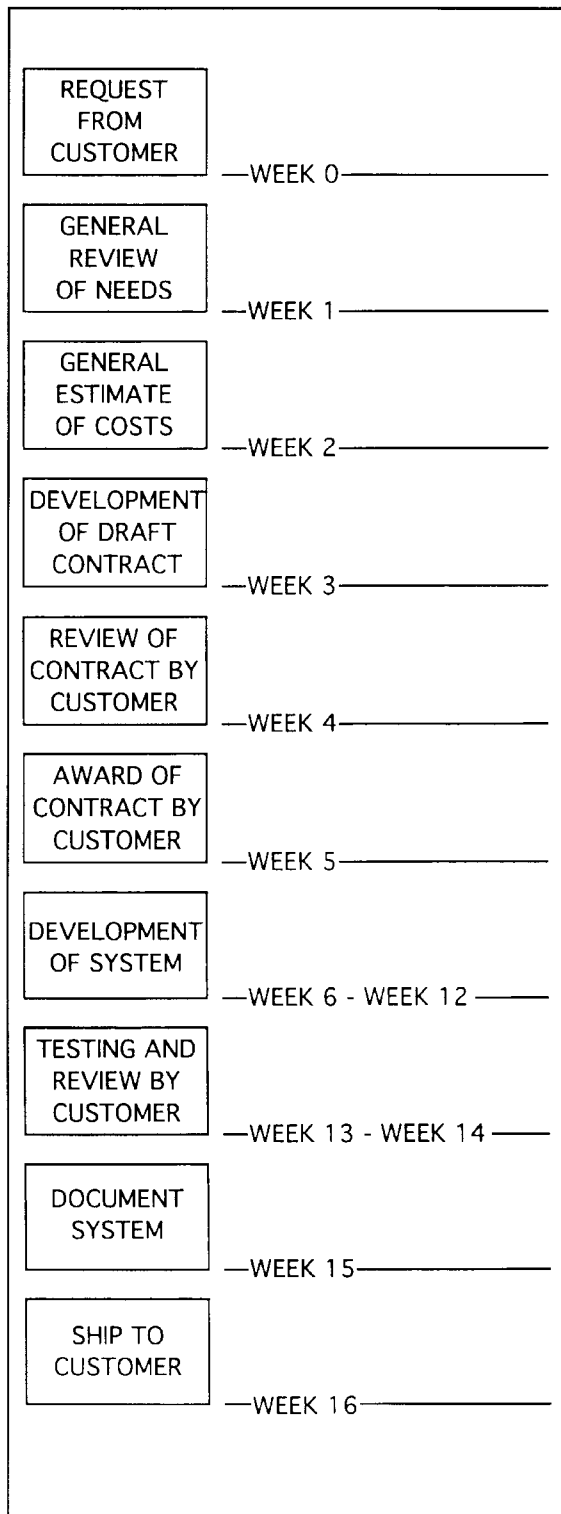 REQUEST
FROM
CUSTOMER
WEEK 0
GENERAL
REVIEW
OF NEEDS
WEEK 1
GENERAL
ESTIMATE
OF COSTS
WEEK 2
DEVELOPMENT
OF DRAFT
CONTRACT
WEEK 3
REVIEW OF
CONTRACT BY
CUSTOMER
WEEK 4
AWARD OF
CONTRACT BY
CUSTOMER
WEEK 5
DEVELOPMENT
OF SYSTEM
WEEK 6 - WEEK 12
TESTING AND
REVIEW BY
CUSTOMER
WEEK 13 - WEEK 14
DOCUMENT
SYSTEM
WEEK 15
SHIP TO
CUSTOMER
WEEK 16